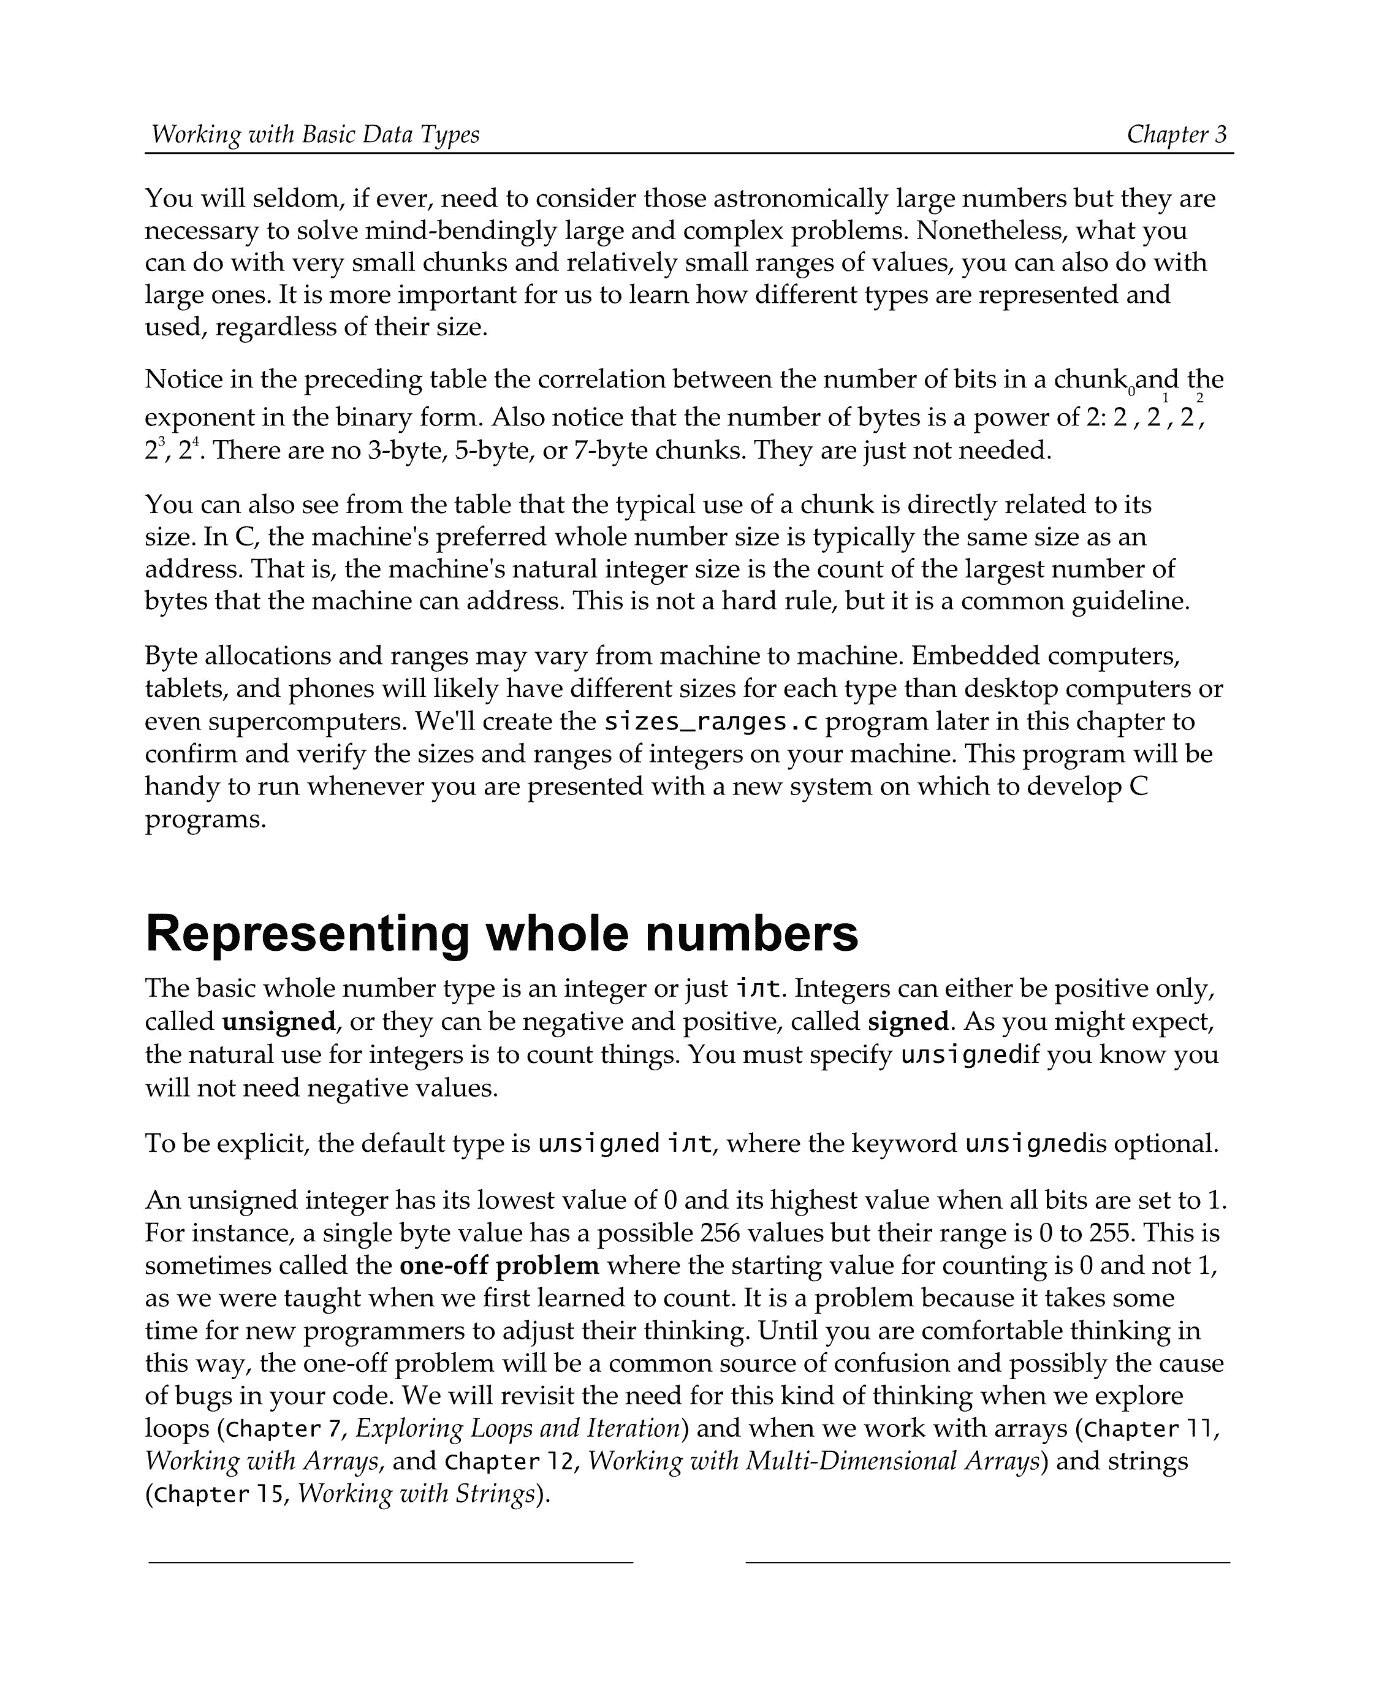 Working with Basic Data Types Chapter 3
You will seldom, if ever, need to consider those astronomically large numbers but they are
necessary to solve mind-bendingly large and complex problems. Nonetheless, what you
can do with very small chunks and relatively small ranges of values, you can also do with
large ones. It is more important for us to learn how different types are represented and
used, regardless of their size.
Notice in the preceding table the correlation between the number of bits in a chunk and the
exponent in the binary form. Also notice that the number of bytes is a power of 2: 2⁰, 2¹, 2²,
2³, 2⁴. There are no 3-byte, 5-byte, or 7-byte chunks. They are just not needed.
You can also see from the table that the typical use of a chunk is directly related to its
size. In C, the machine's preferred whole number size is typically the same size as an
address. That is, the machine's natural integer size is the count of the largest number of
bytes that the machine can address. This is not a hard rule, but it is a common guideline.
Byte allocations and ranges may vary from machine to machine. Embedded computers,
tablets, and phones will likely have different sizes for each type than desktop computers or
even supercomputers. We'll create the sizes_raлges.c program later in this chapter to
confirm and verify the sizes and ranges of integers on your machine. This program will be
handy to run whenever you are presented with a new system on which to develop C
programs.
Representing whole numbers
The basic whole number type is an integer or just iлt. Integers can either be positive only,
called unsigned, or they can be negative and positive, called signed. As you might expect,
the natural use for integers is to count things. You must specify uлsigлedif you know you
will not need negative values.
To be explicit, the default type is uлsigлed iлt, where the keyword uлsigлedis optional.
An unsigned integer has its lowest value of 0 and its highest value when all bits are set to 1.
For instance, a single byte value has a possible 256 values but their range is 0 to 255. This is
sometimes called the one-off problem where the starting value for counting is 0 and not 1,
as we were taught when we first learned to count. It is a problem because it takes some
time for new programmers to adjust their thinking. Until you are comfortable thinking in
this way, the one-off problem will be a common source of confusion and possibly the cause
of bugs in your code. We will revisit the need for this kind of thinking when we explore
loops (Chapter 7, Exploring Loops and Iteration) and when we work with arrays (Chapter 11,
Working with Arrays, and Chapter 12, Working with Multi-Dimensional Arrays) and strings
(Chapter 15, Working with Strings).